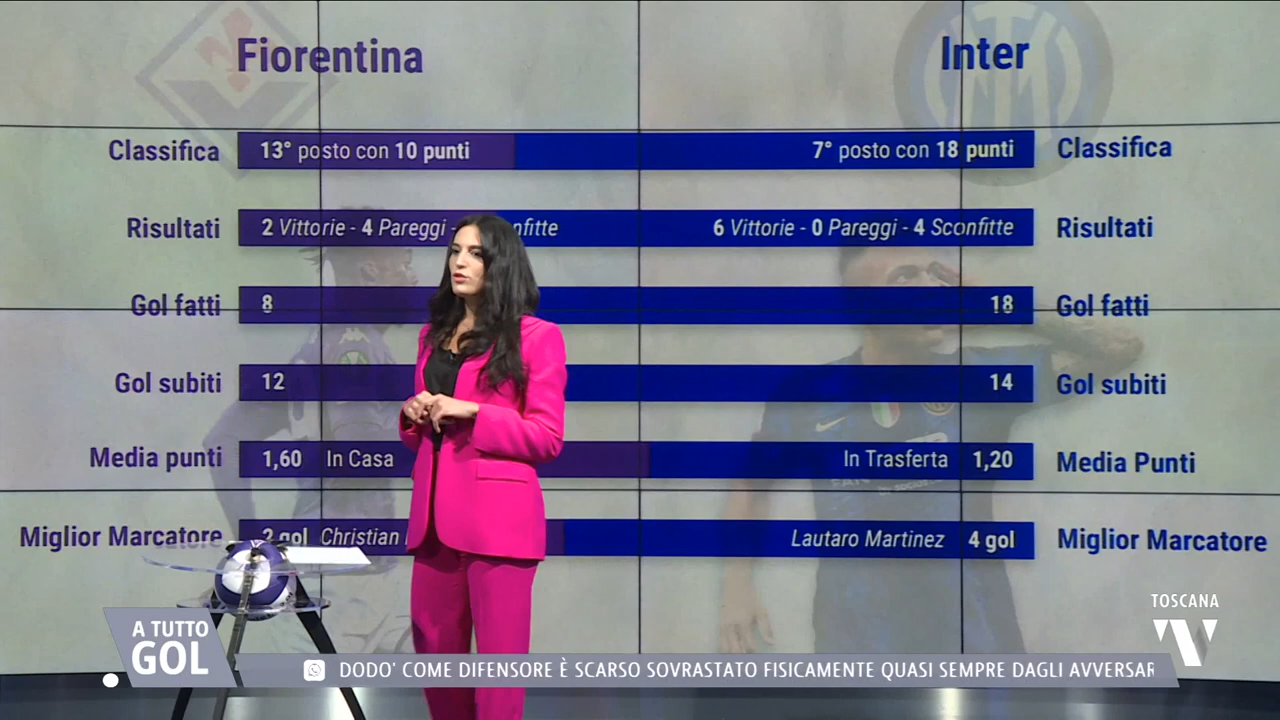 Fiorentina
Inter
Classifica 13° posto con 10 punti 7° posto con 18 punti Classifica
Risultati 2 Vittorie - 4 Pareggi - 6 Vittorie - 0 Pareggi - 4 Sconfitte Risultati
Gol fatti 8 18 Gol fatti
Gol subiti 12 14 Gol subiti
Media punti 1,60 In Casa In Trasferta 1,20 Media Punti
Miglior Marcatore 2 gol Christian Lautaro Martinez 4 gol Miglior Marcatore
TOSCANA
TV
A TUTTO
GOL
DODO' COME DIFENSORE È SCARSO SOVRASTATO FISICAMENTE QUASI SEMPRE DAGLI AVVERSAR